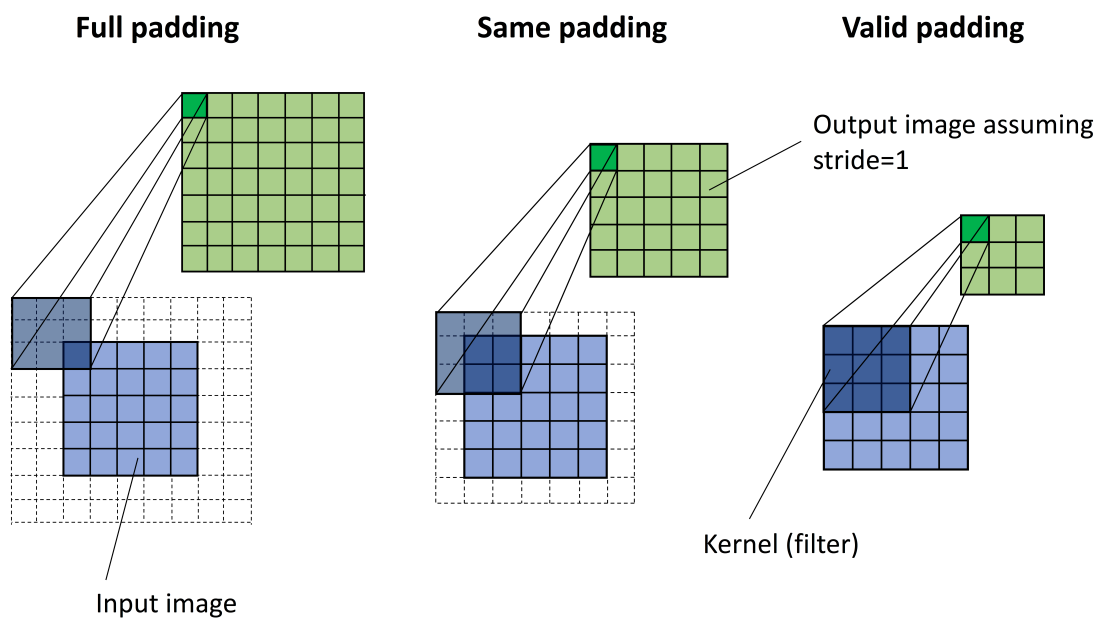 Full padding
Same padding
Valid padding
Output image assuming
stride=1
Kernel (filter)
Input image